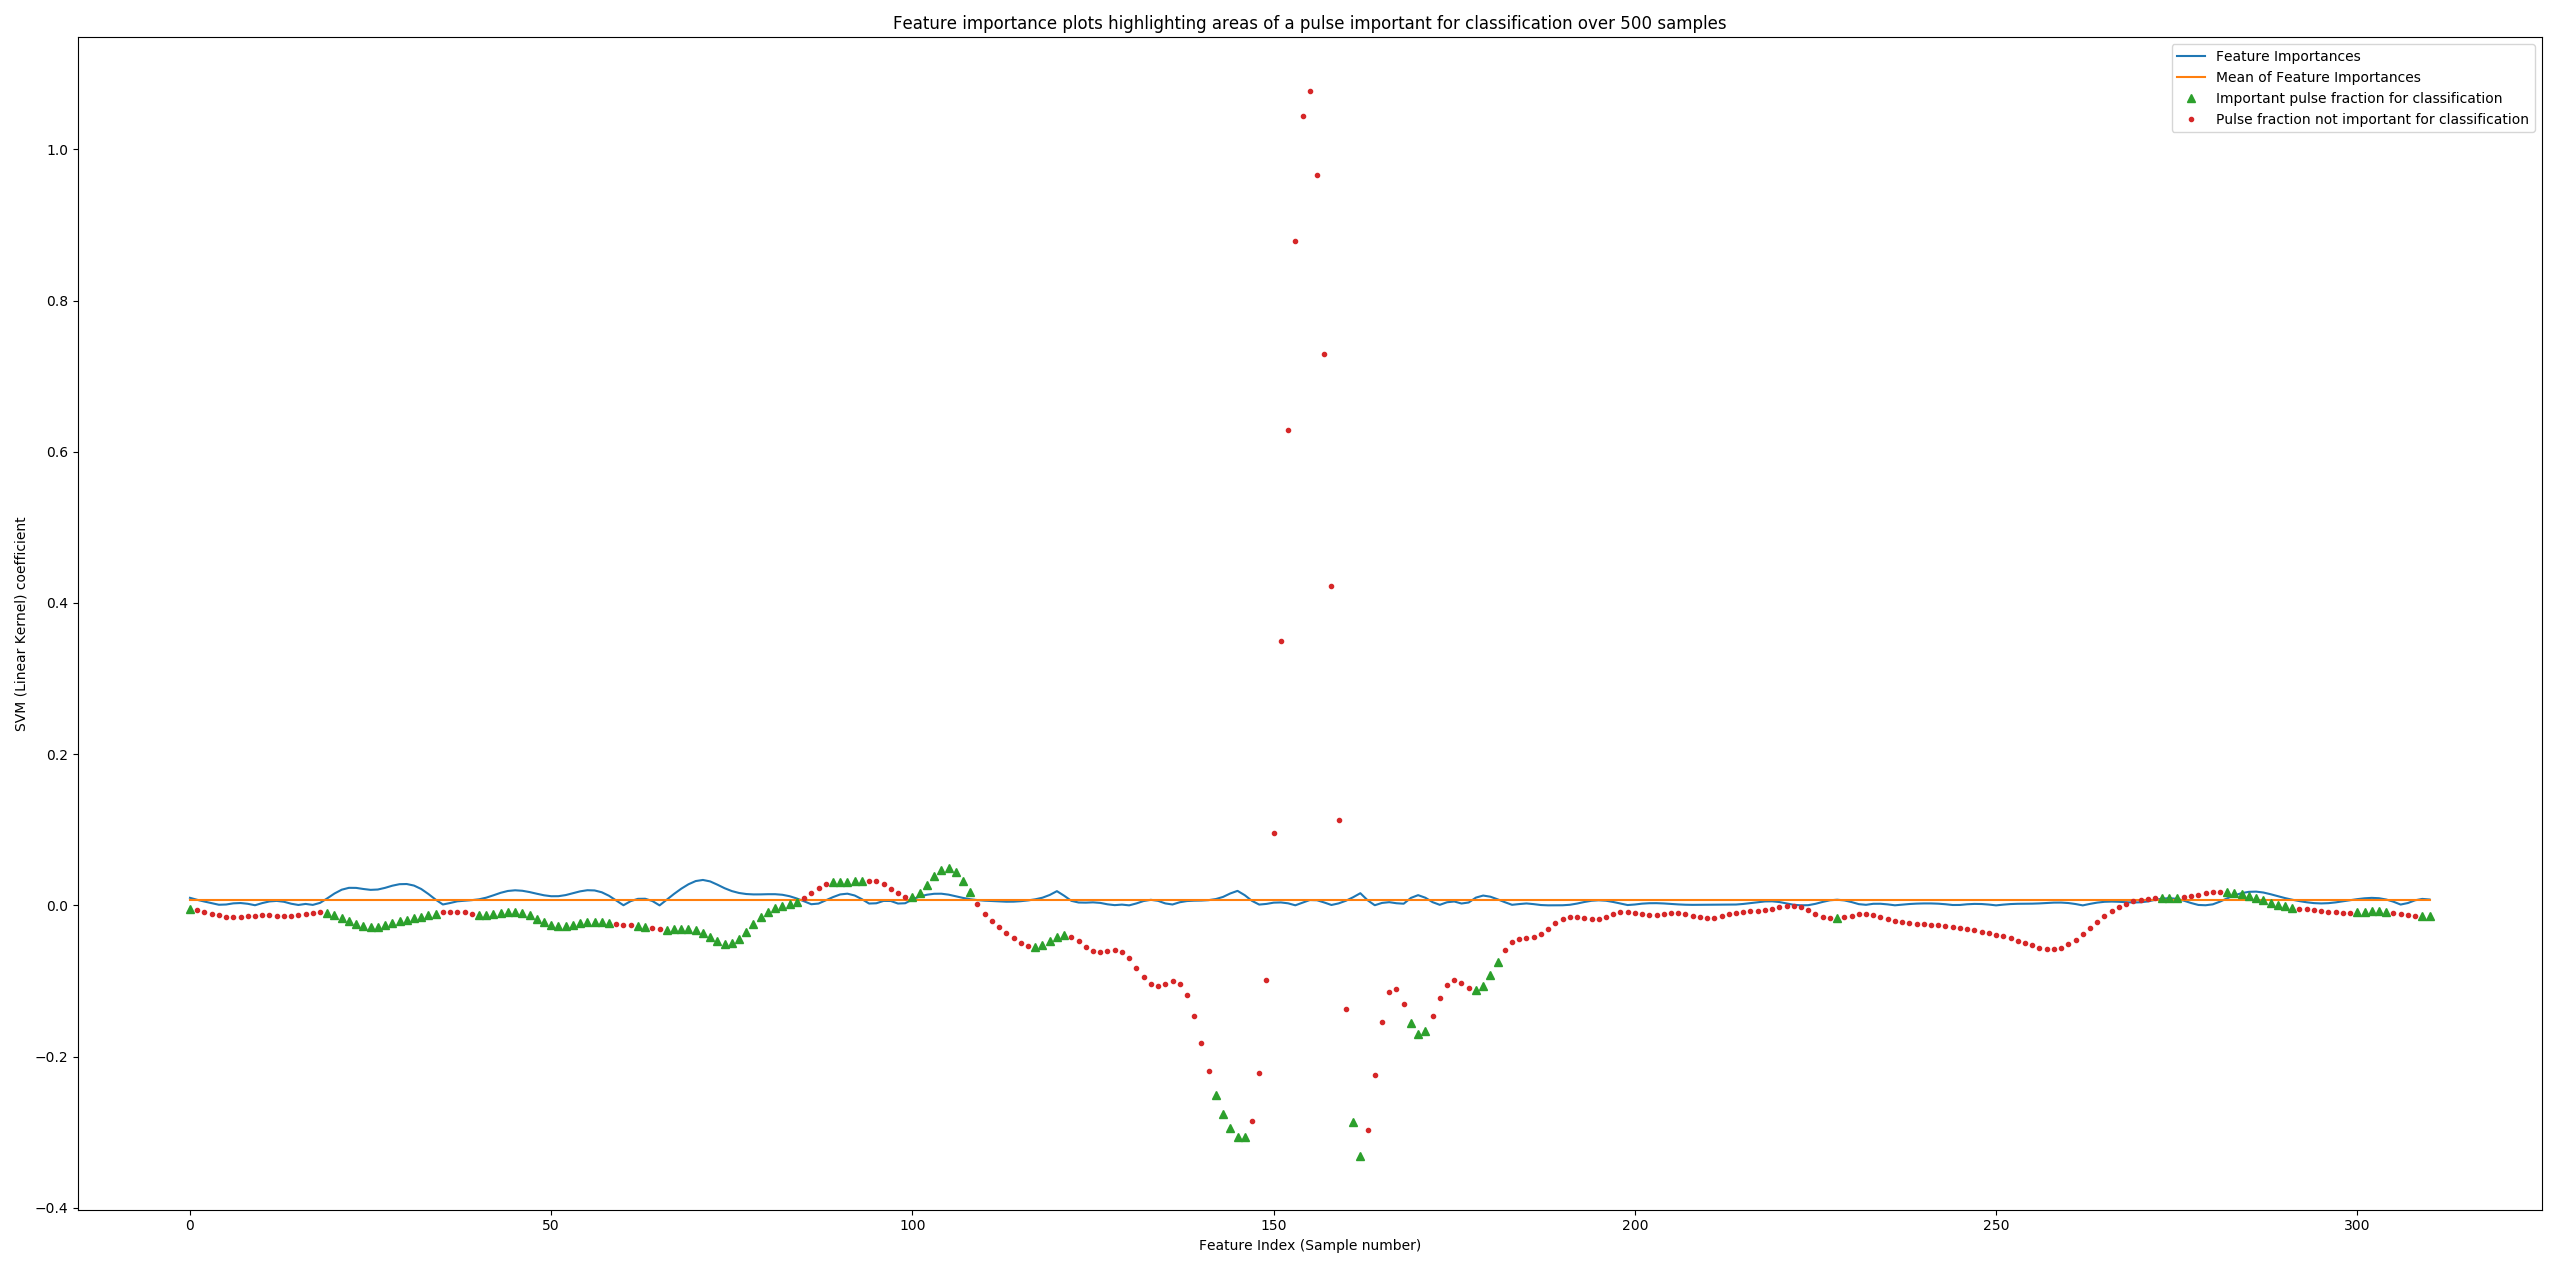 Feature importance plots highlighting areas of a pulse important for classification over 500 samples
Feature Importances
Mean of Feature Importances
Important pulse fraction for classification
Pulse fraction not important for classification
1.0
0.8
0.6
0.4
0.2
0.0
−0.2
−0.4
SVM (Linear Kernel) coefficient
0 50 100 150 200 250 300
Feature Index (Sample number)